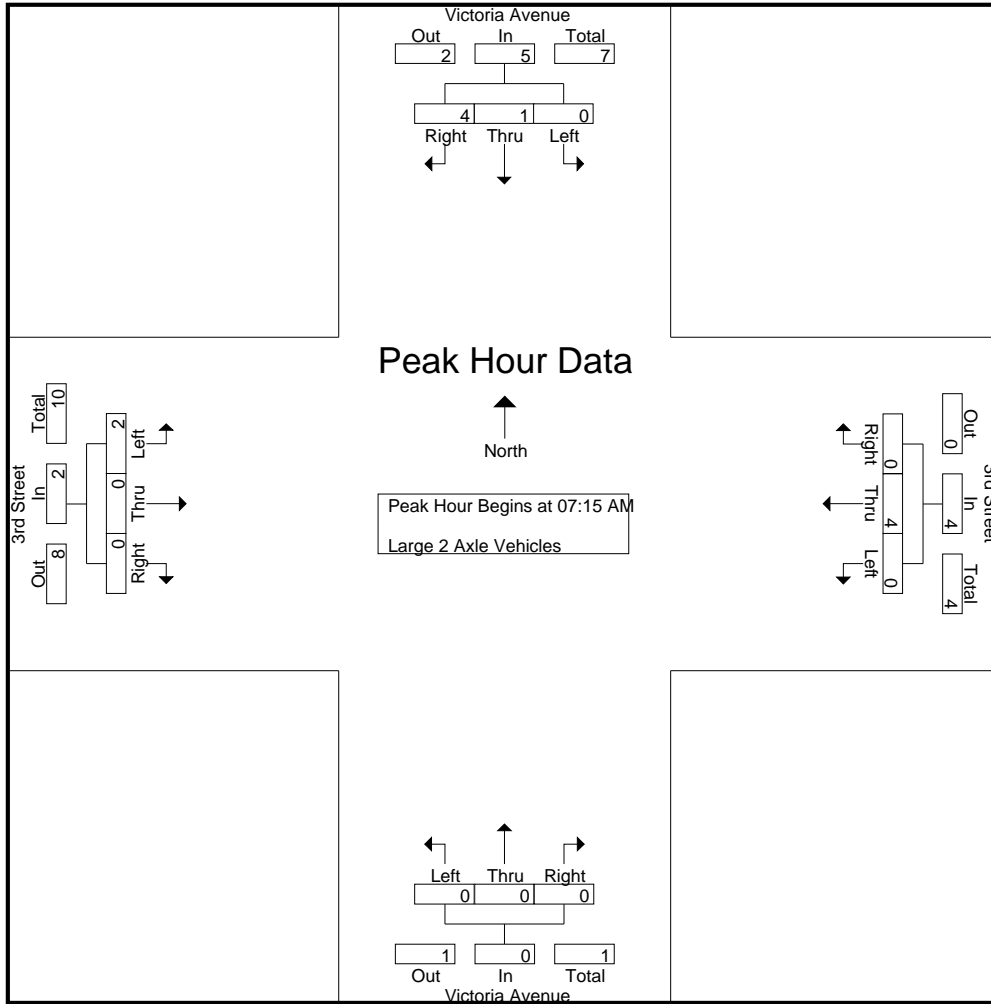 Victoria Avenue
Out In Total
2 5 7
4 1 0
Right Thru Left
Peak Hour Data
North
Peak Hour Begins at 07:15 AM
Large 2 Axle Vehicles
3rd Street
Total In Out
10 2 8
2 0 0
Left Thru Right
3rd Street
Out In Total
0 4 4
0 4 0
Right Thru Left
Left Thru Right
0 0 0
1 0 1
Out In Total
Victoria Avenue